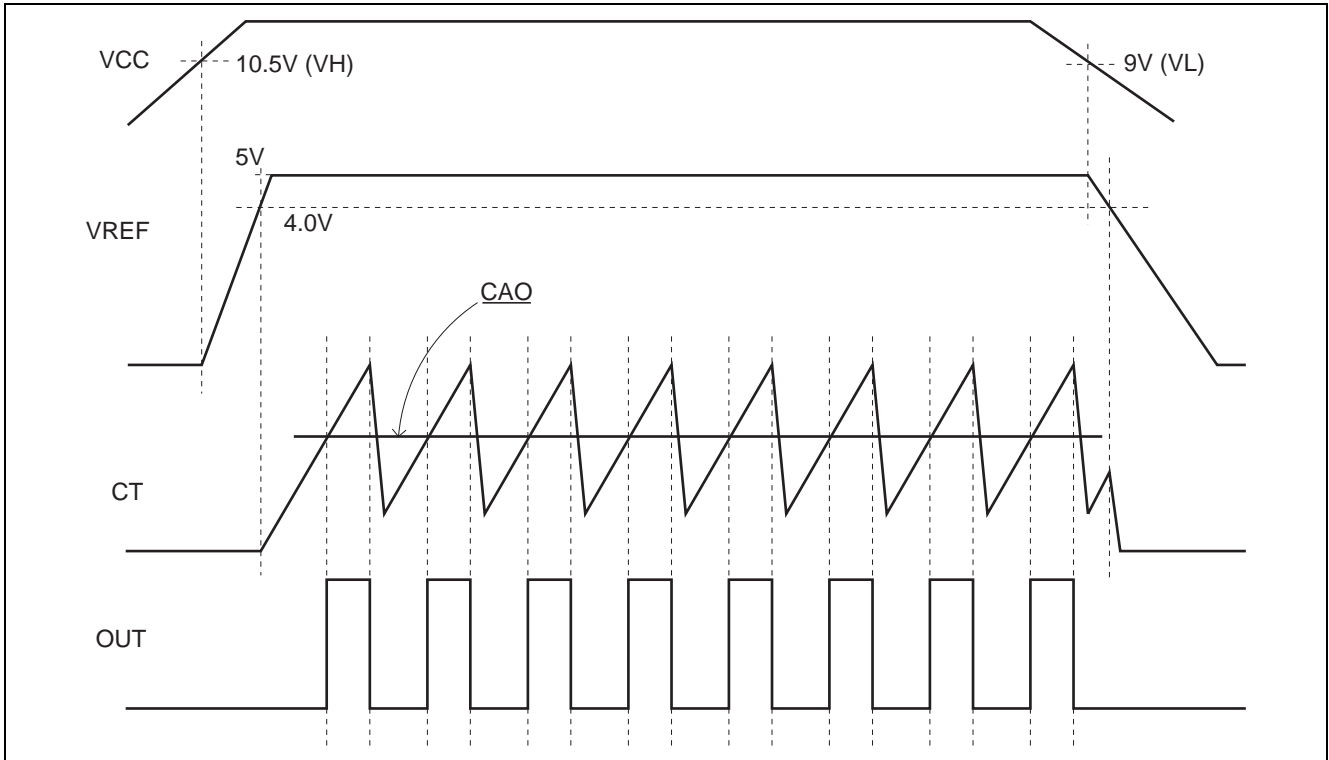 VCC
10.5V (VH)
9V (VL)
5V
4.0V
VREF
CAO
CT
OUT